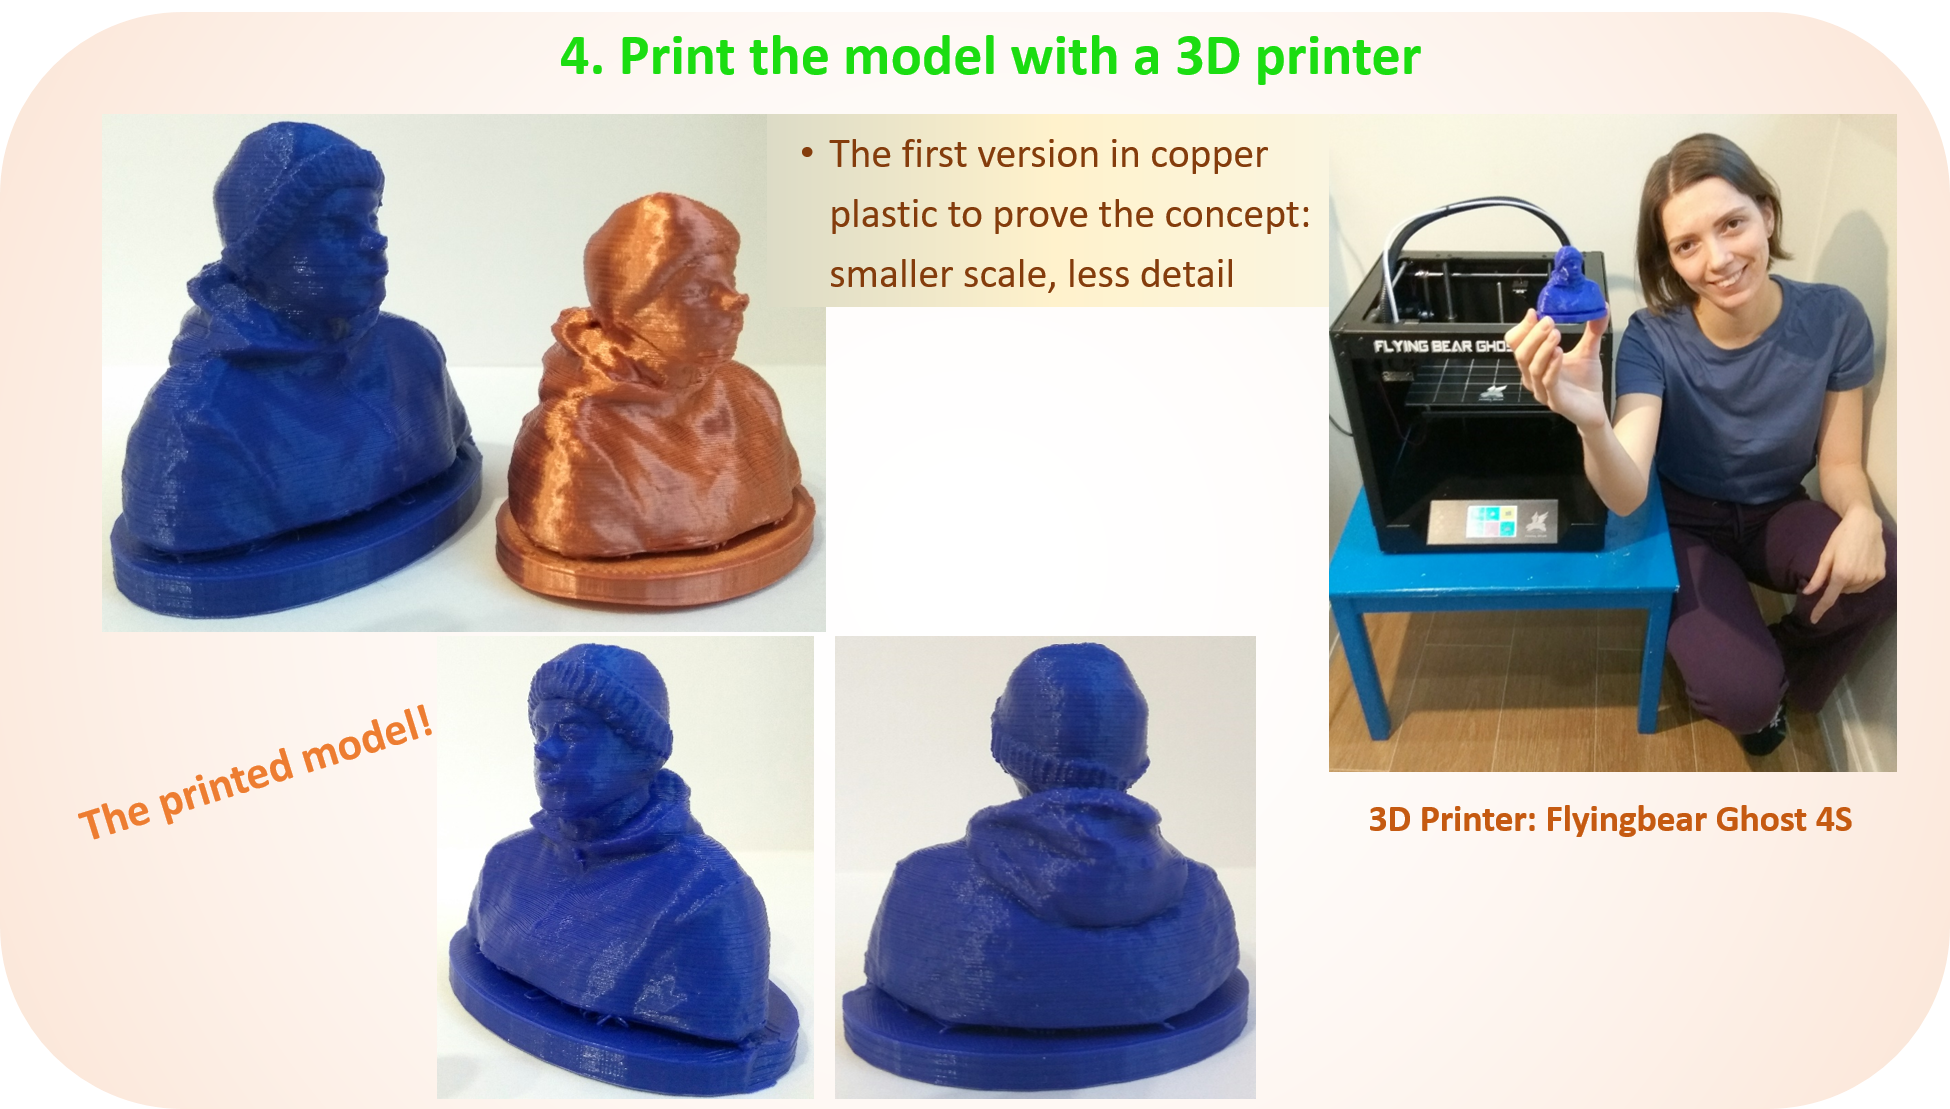 4. Print the model with a 3D printer
• The first version in copper
plastic to prove the concept:
smaller scale, less detail
FLYING BEAR GHO
The printed model!
3D Printer: Flyingbear Ghost 4S